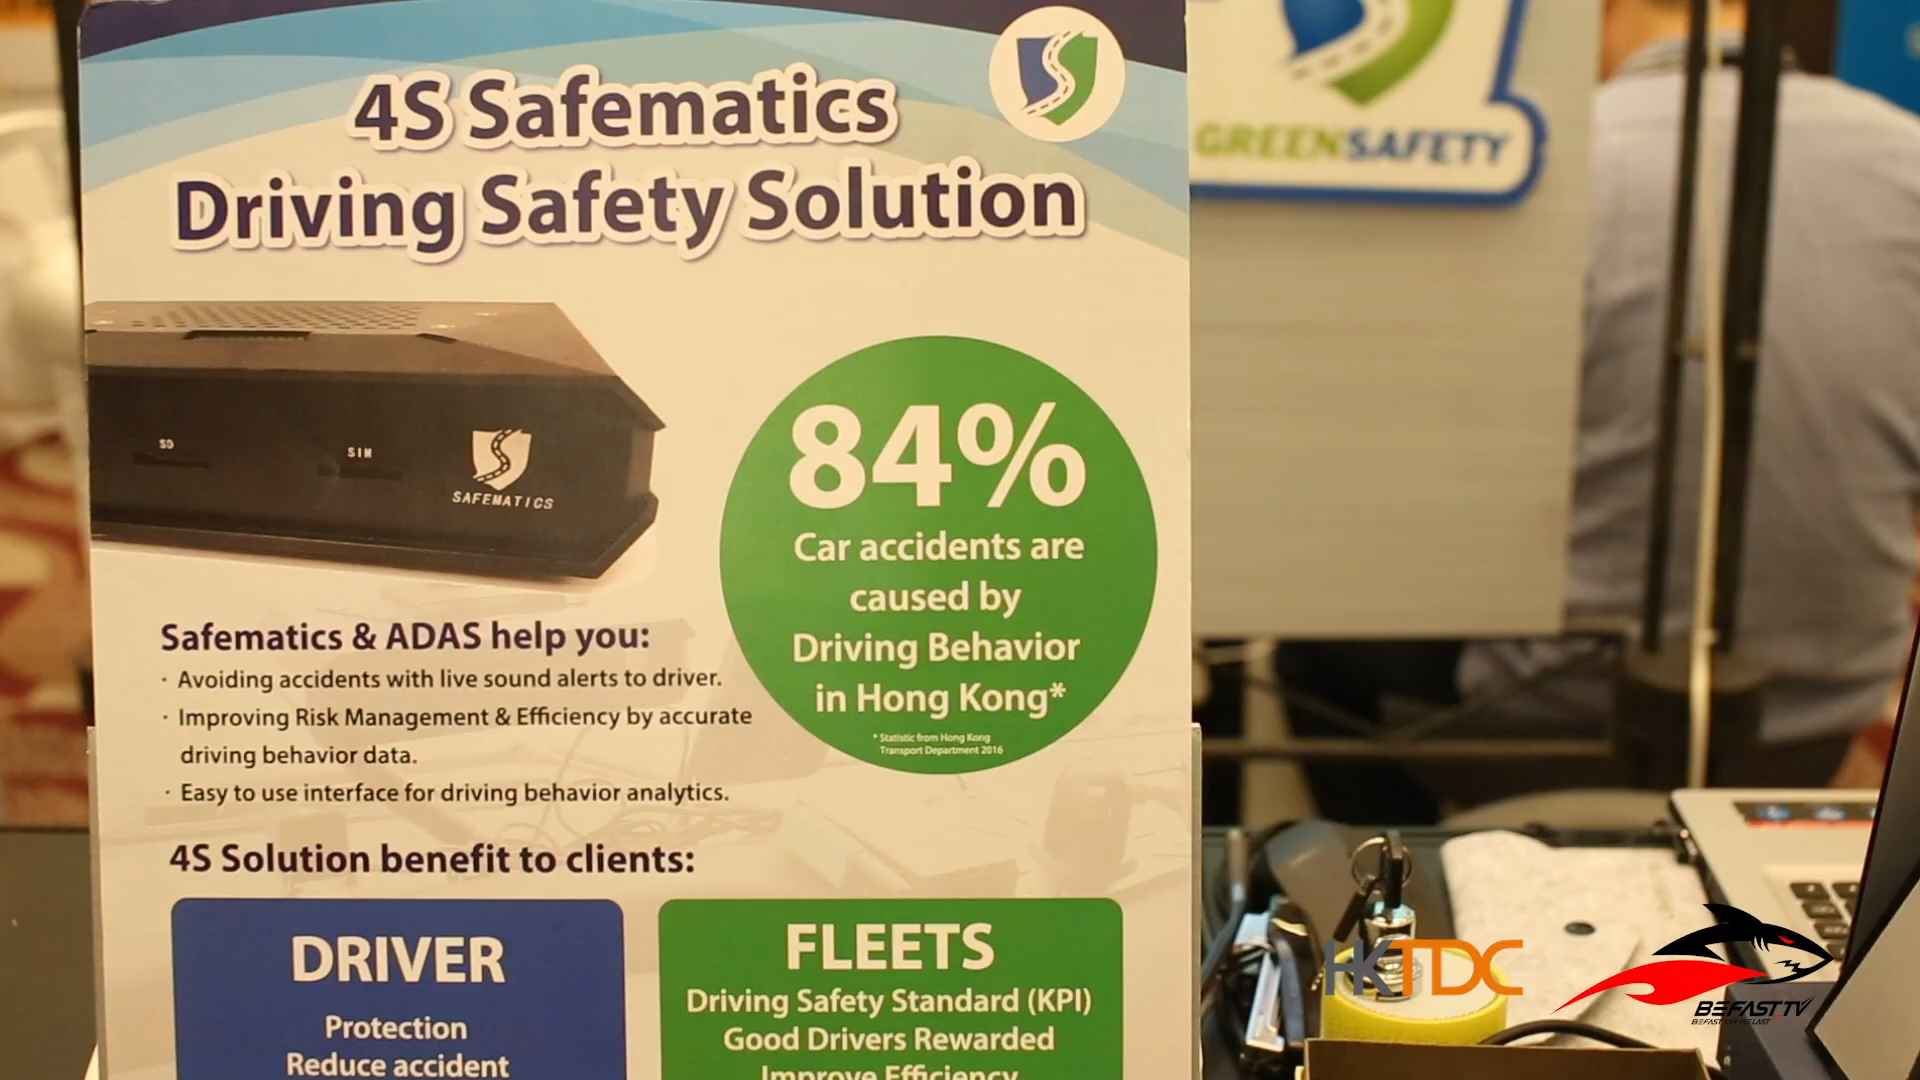 4S Safematics
Driving Safety Solution
GREENSAFETY
SD
SIM
SAFEMATICS
84%
Car accidents are
caused by
Driving Behavior
in Hong Kong*
* Statistic from Hong Kong
Transport Department 2016
Safematics & ADAS help you:
· Avoiding accidents with live sound alerts to driver.
· Improving Risk Management & Efficiency by accurate
driving behavior data.
· Easy to use interface for driving behavior analytics.
4S Solution benefit to clients:
DRIVER
Protection
Reduce accident
FLEETS
Driving Safety Standard (KPI)
Good Drivers Rewarded
Improve Efficiency
HKTDC
BEFAST.TV